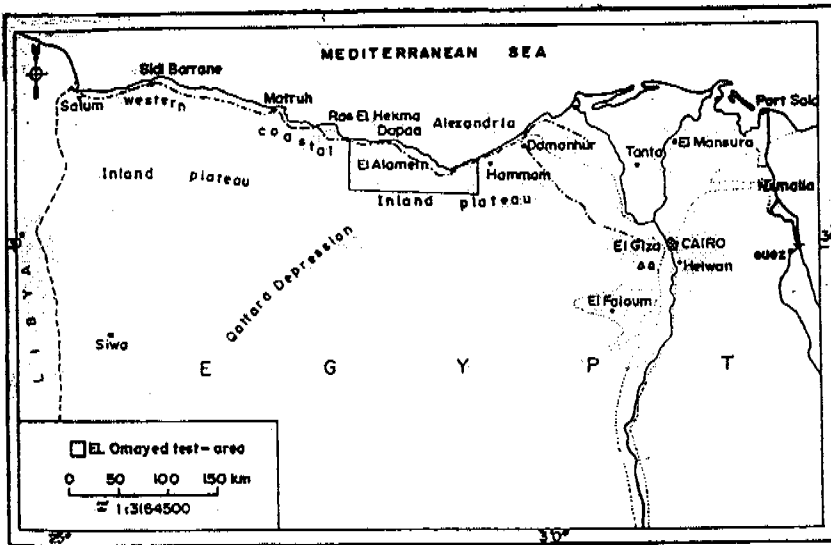 MEDITERRANEAN SEA
Sidi Barrane
Salum
western
Matruh
Ras El Hekma
Dapaa
Alexandria
Port Said
coastal
El Alamein
Hammam
Damanhur
Tanta
El Mansura
Inland plateau
Inland plateau
Ismalia
El Giza
CAIRO
Helwan
suez
El Faioum
Qattara Depression
LIBYA
Siwa
E G Y P T
EL Omayed test-area
0 50 100 150 km
≃ 1:3164500
25°
30°